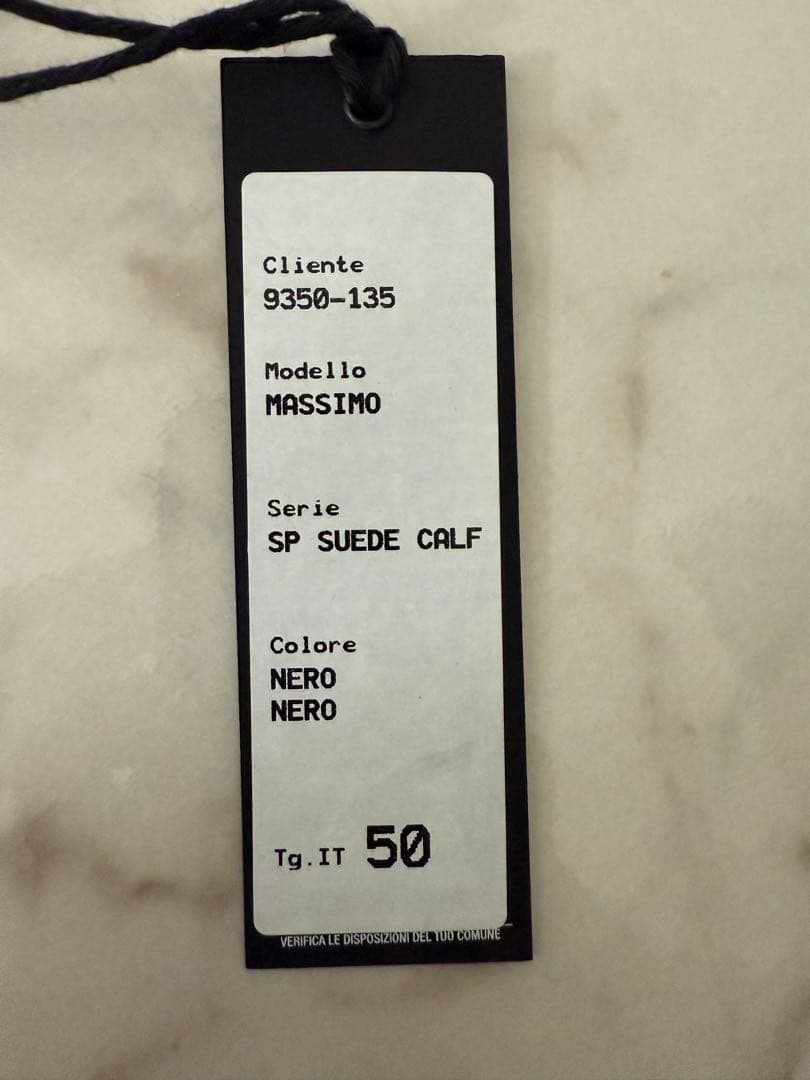 Cliente
9350-135
Modello
MASSIMO
Serie
SP SUEDE CALF
Colore
NERO
NERO
Tg.IT 50
VERIFICA LE DISPOSIZIONI DEL TUO COMUNE